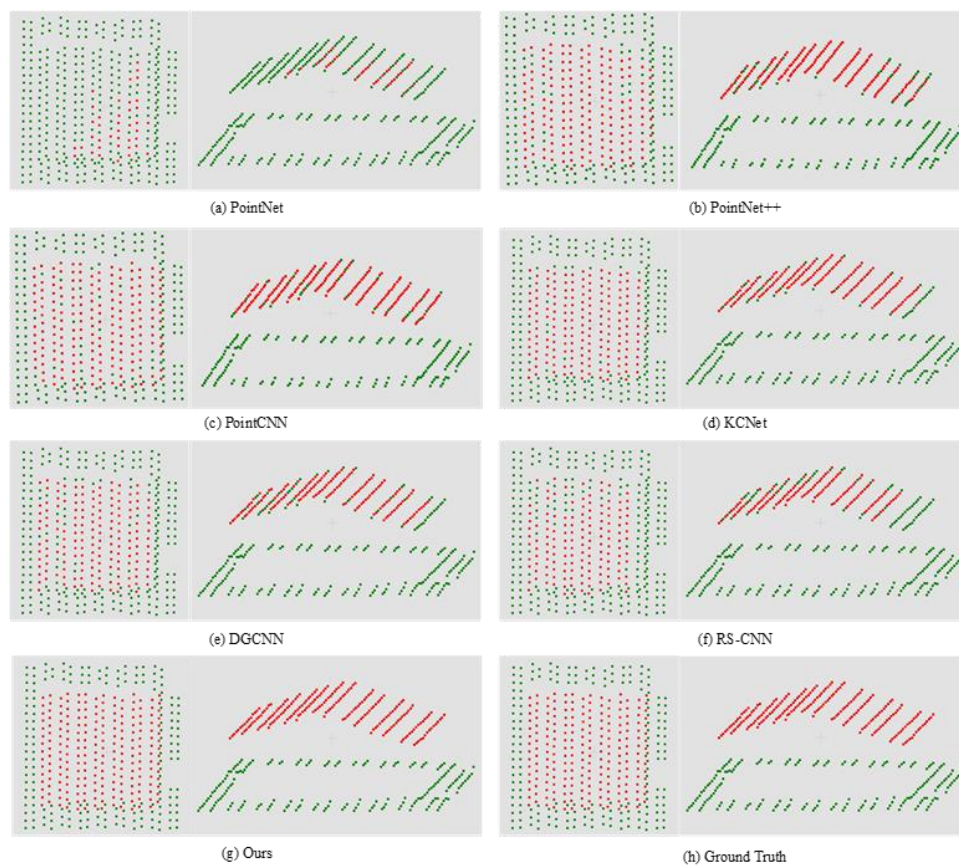 (a) PointNet
(b) PointNet++
(c) PointCNN
(d) KCNet
(e) DGCNN
(f) RS-CNN
(g) Ours
(h) Ground Truth